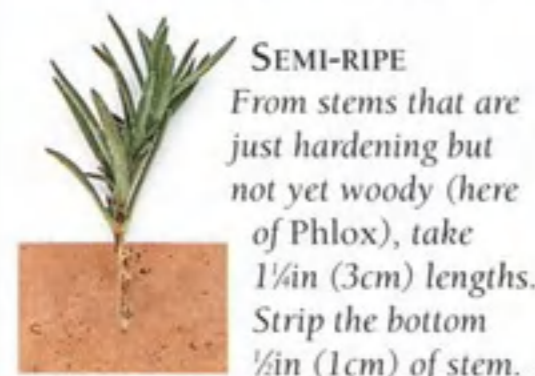 SEMI-RIPE
From stems that are
just hardening but
not yet woody (here
of Phlox), take
1¼in (3cm) lengths.
Strip the bottom
½in (1cm) of stem.